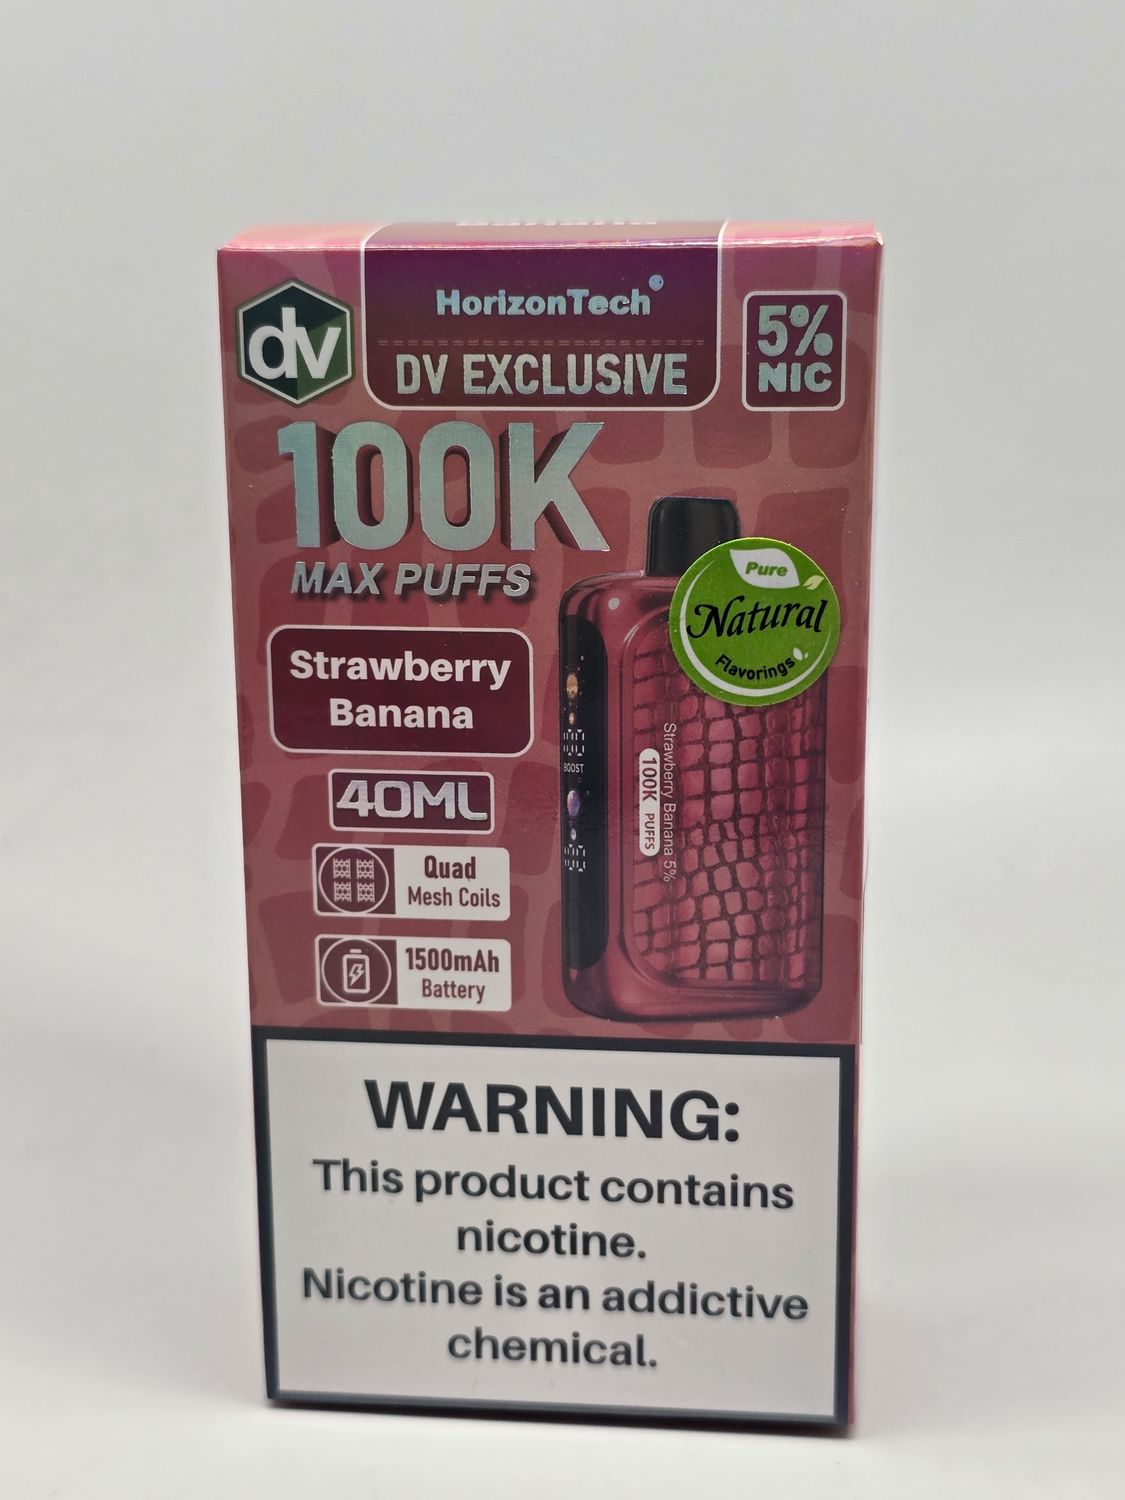 Banana
dv
HorizonTech
DV EXCLUSIVE
5%
NIC
100K
MAX PUFFS
Pure
Natural
Flavorings
Strawberry
Banana
40ML
Quad
Mesh Coils
1500mAh
Battery
BOOST
Strawberry Banana 5%
100K PUFFS
WARNING:
This product contains
nicotine.
Nicotine is an addictive
chemical.